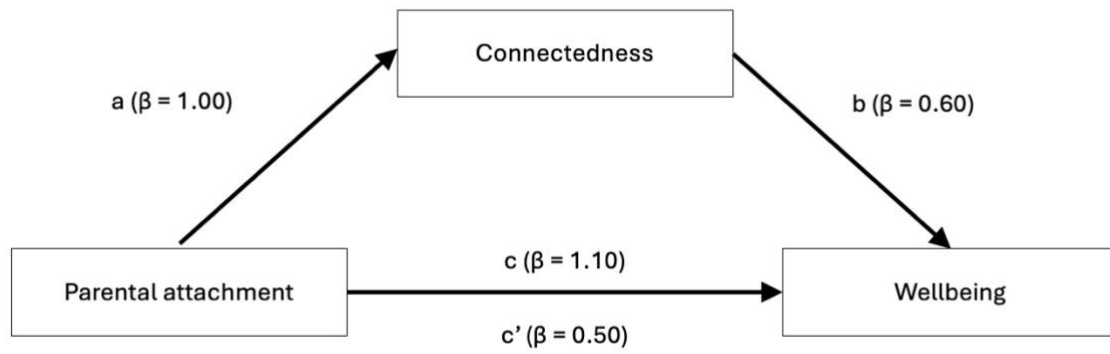 Connectedness
a (β = 1.00)
b (β = 0.60)
c (β = 1.10)
Parental attachment
Wellbeing
c’ (β = 0.50)